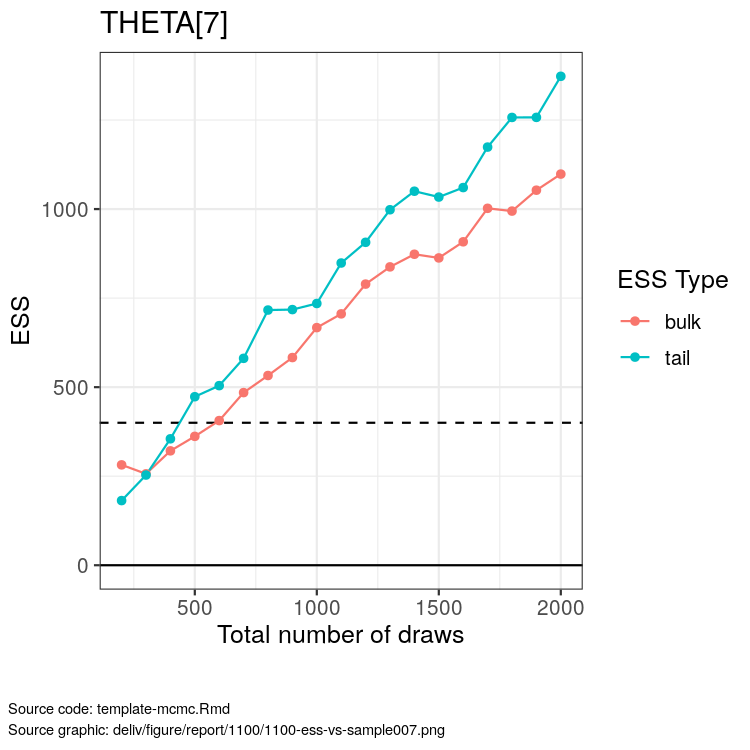 THETA[7]
1000
500
0
ESS
500 1000 1500 2000
Total number of draws
ESS Type
bulk
tail
Source code: template-mcmc.Rmd
Source graphic: deliv/figure/report/1100/1100-ess-vs-sample007.png